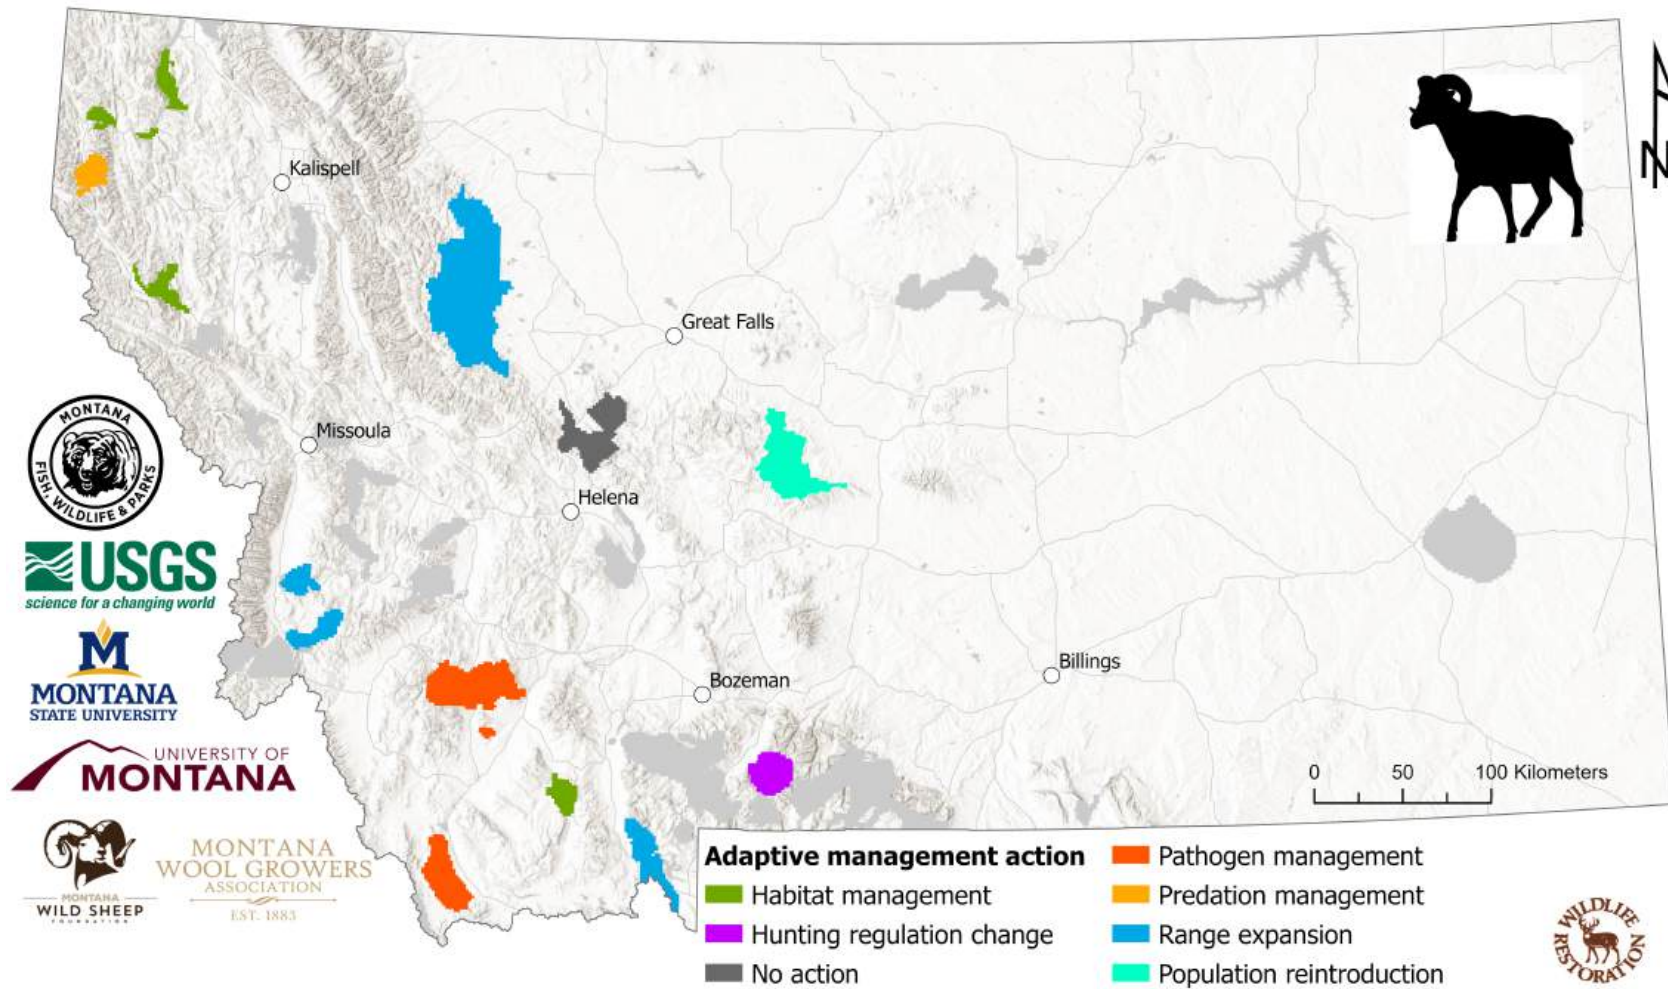 Kalispell
Great Falls
Missoula
Helena
Bozeman
Billings
N
MONTANA
FISH, WILDLIFE & PARKS
USGS
science for a changing world
M
MONTANA
STATE UNIVERSITY
UNIVERSITY OF
MONTANA
MONTANA
WILD SHEEP
FOUNDATION
MONTANA
WOOL GROWERS
ASSOCIATION
EST. 1883
0 50 100 Kilometers
Adaptive management action
Habitat management
Hunting regulation change
No action
Pathogen management
Predation management
Range expansion
Population reintroduction
WILDLIFE
RESTORATION